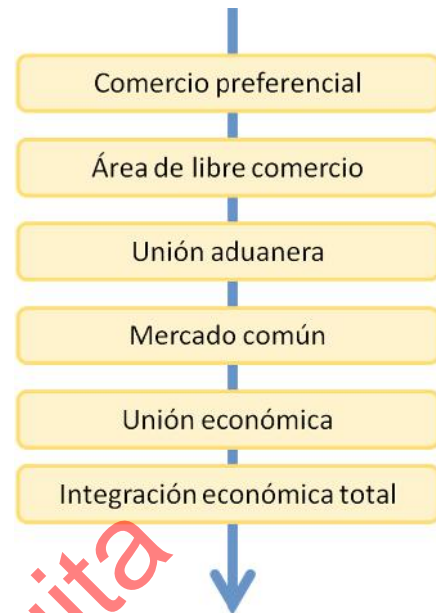 Comercio preferencial
Área de libre comercio
Unión aduanera
Mercado común
Unión económica
Integración económica total